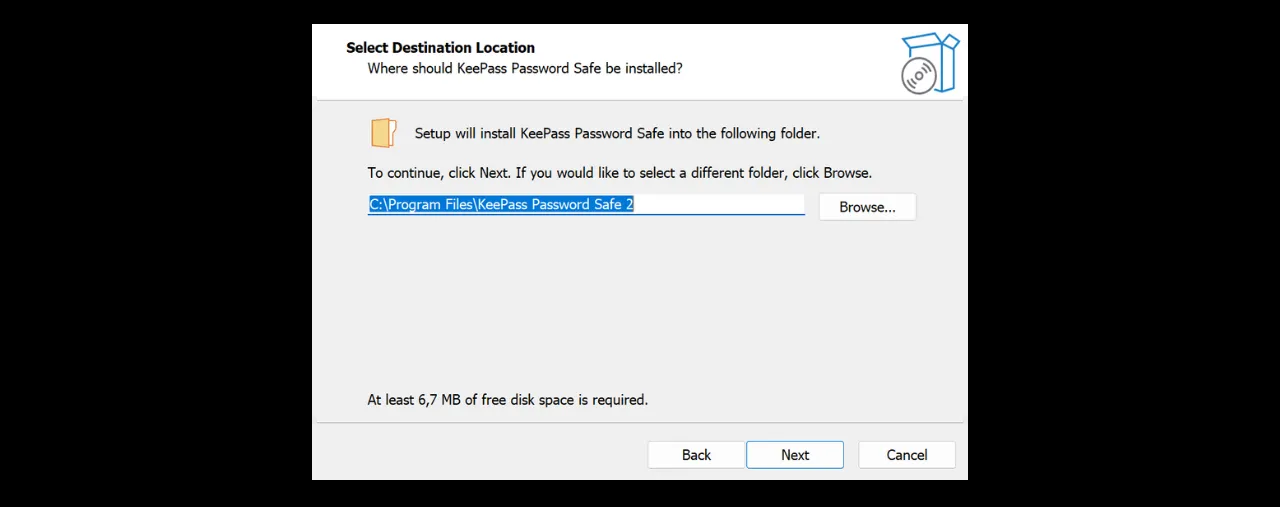 Select Destination Location
Where should KeePass Password Safe be installed?
Setup will install KeePass Password Safe into the following folder.
To continue, click Next. If you would like to select a different folder, click Browse.
C:\Program Files\KeePass Password Safe 2
Browse...
At least 6,7 MB of free disk space is required.
Back
Next
Cancel